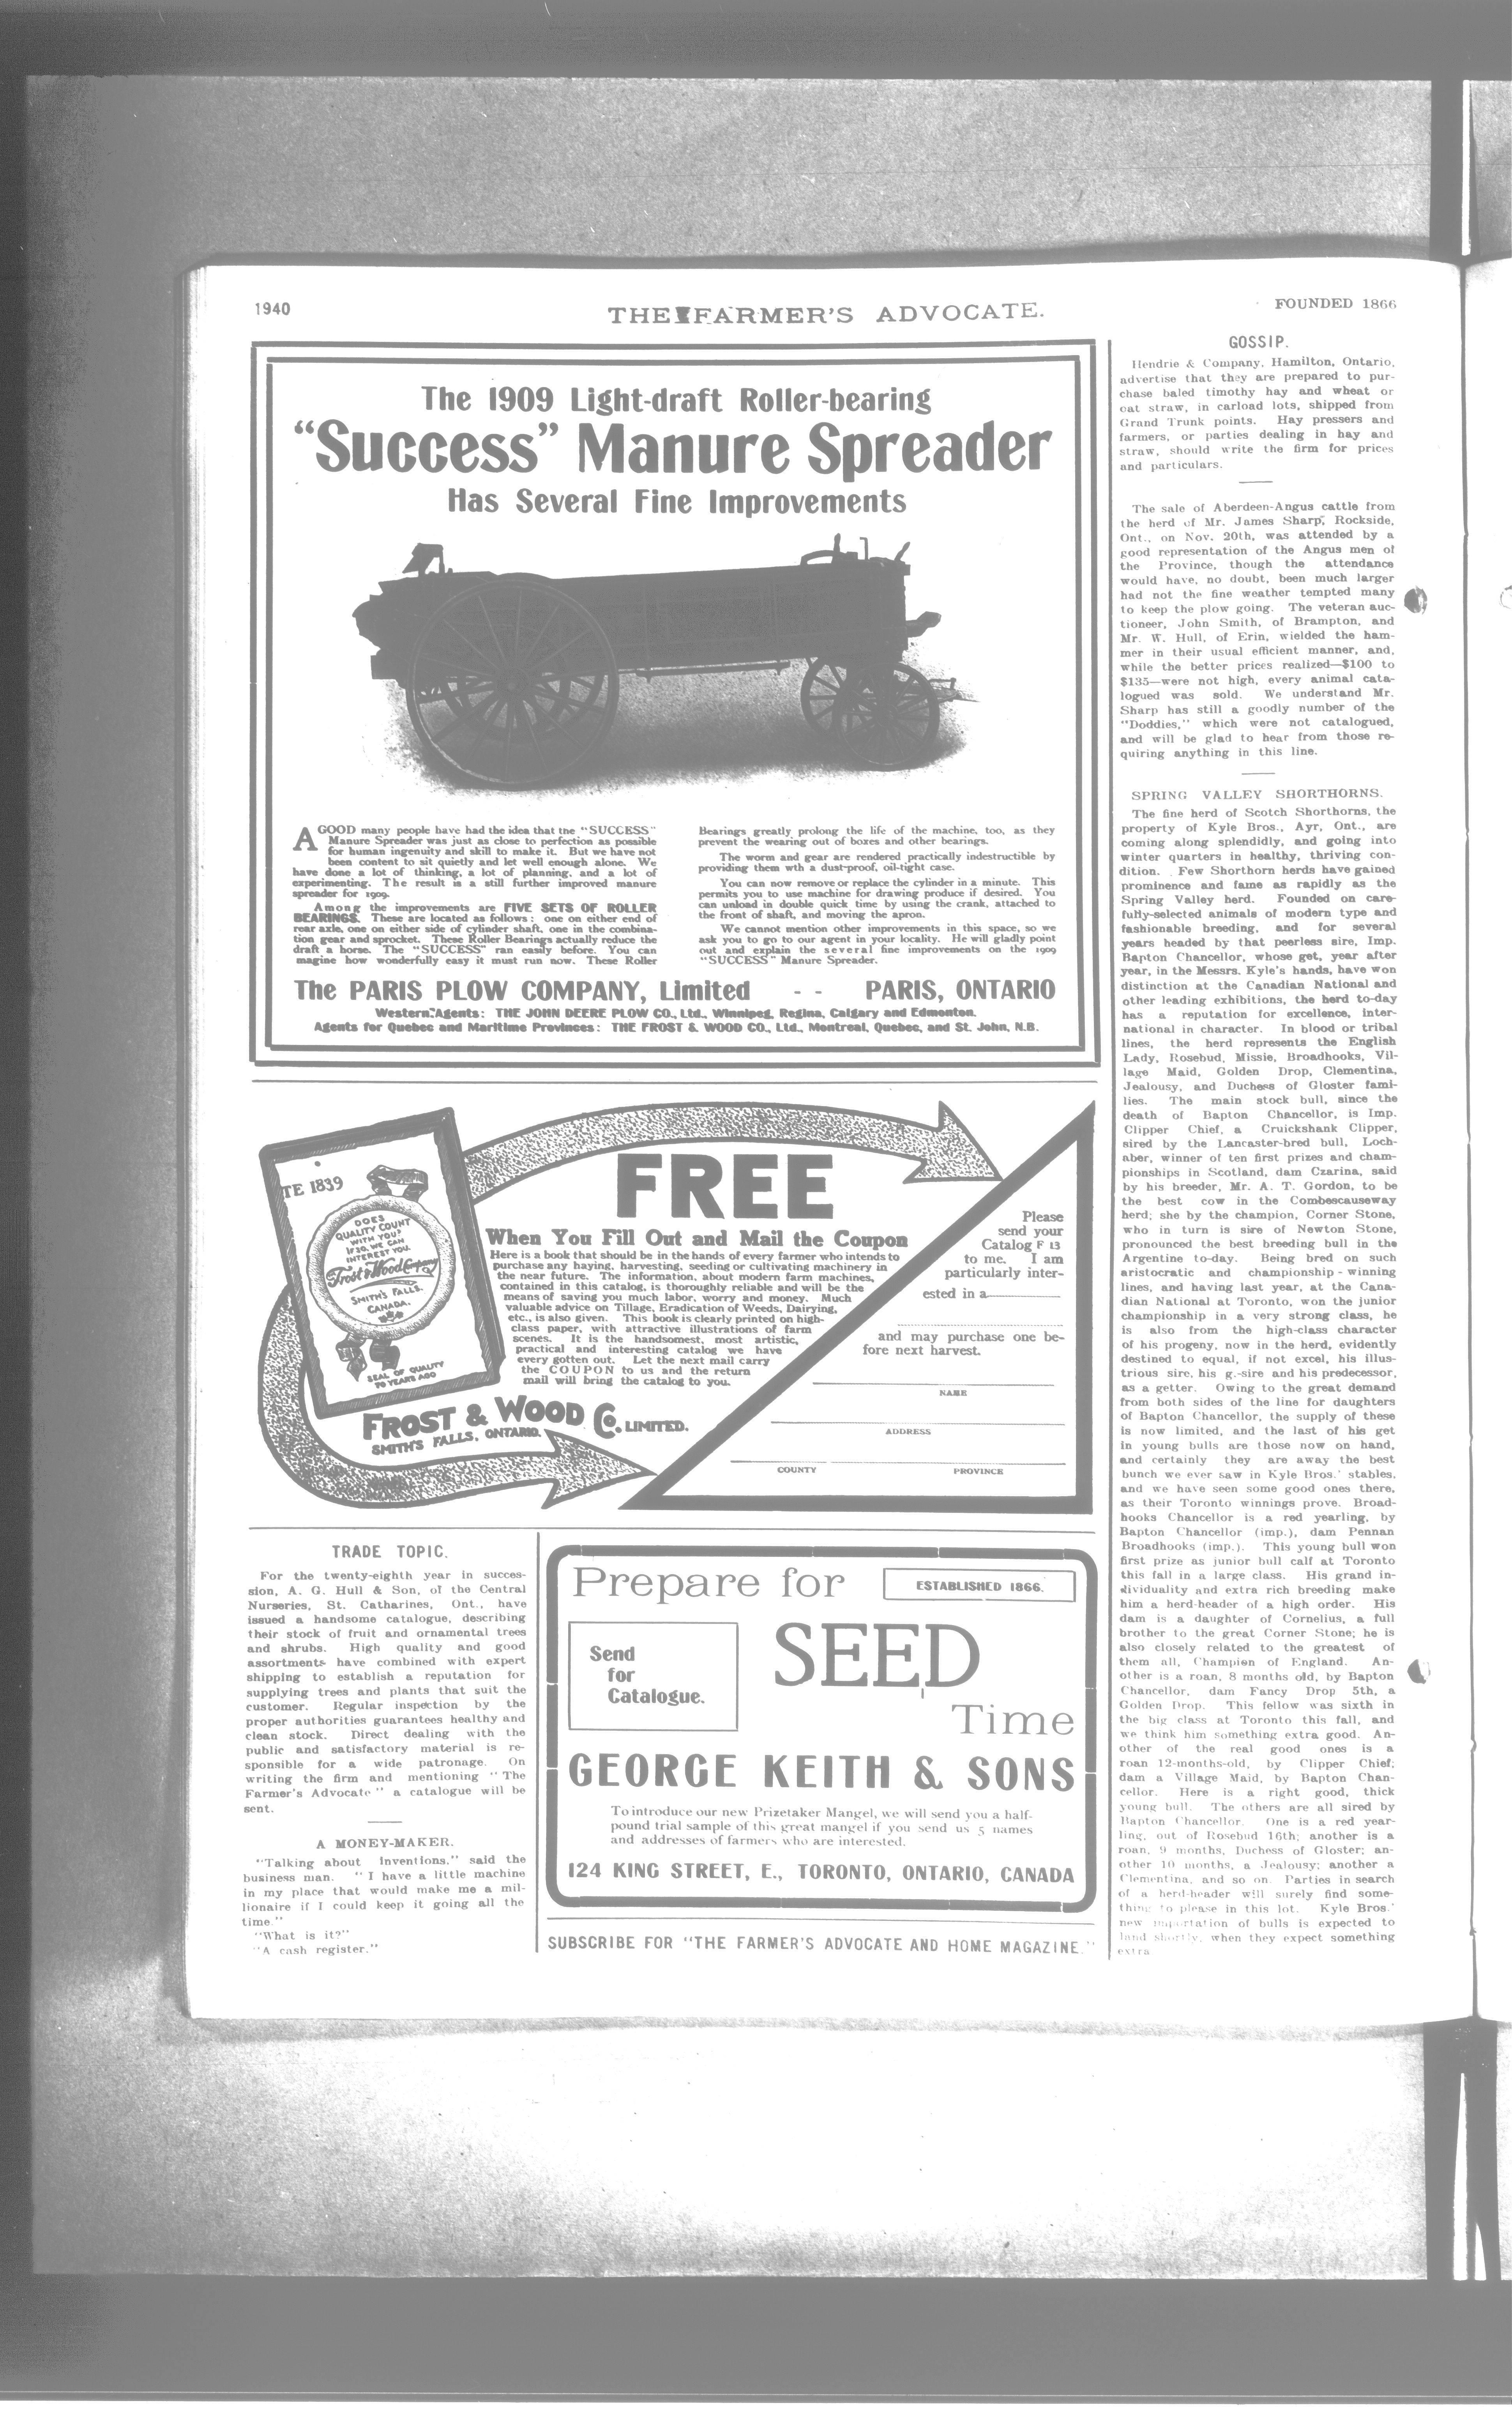 1940
THE FARMER'S ADVOCATE.
FOUNDED 1866
The 1909 Light-draft Roller-bearing
"Success" Manure Spreader
Has Several Fine Improvements
A GOOD many people have had the idea that the "SUCCESS"
Manure Spreader was just as close to perfection as possible
for human ingenuity and skill to make it. But we have not
been content to sit quietly and let well enough alone. We
have done a lot of thinking, a lot of planning, and a lot of
experimenting. The result is a still further improved manure
spreader for 1909.
Among the improvements are FIVE SETS OF ROLLER
BEARINGS. These are located as follows: one on either end of
rear axle, one on either side of cylinder shaft, one in the combina-
tion gear and sprocket. These Roller Bearings actually reduce the
draft a horse. The "SUCCESS" ran easily before. You can
magine how wonderfully easy it must run now. These Roller
Bearings greatly prolong the life of the machine, too, as they
prevent the wearing out of boxes and other bearings.
The worm and gear are rendered practically indestructible by
providing them wth a dust-proof, oil-tight case.
You can now remove or replace the cylinder in a minute. This
permits you to use machine for drawing produce if desired. You
can unload in double quick time by using the crank, attached to
the front of shaft, and moving the apron.
We cannot mention other improvements in this space, so we
ask you to go to our agent in your locality. He will gladly point
out and explain the several fine improvements on the 1909
"SUCCESS" Manure Spreader.
The PARIS PLOW COMPANY, Limited - - PARIS, ONTARIO
Western Agents: THE JOHN DEERE PLOW CO., Ltd., Winnipeg, Regina, Calgary and Edmonton.
Agents for Quebec and Maritime Provinces: THE FROST & WOOD CO., Ltd., Montreal, Quebec, and St. John, N.B.
TE 1839
DOES
QUALITY COUNT
WITH YOU?
IF SO, WE CAN
INTEREST YOU.
Frost & Wood Company
SMITH'S FALLS,
CANADA.
SEAL OF QUALITY
70 YEARS AGO
FREE
When You Fill Out and Mail the Coupon
Here is a book that should be in the hands of every farmer who intends to
purchase any haying, harvesting, seeding or cultivating machinery in
the near future. The information, about modern farm machines,
contained in this catalog, is thoroughly reliable and will be the
means of saving you much labor, worry and money. Much
valuable advice on Tillage, Eradication of Weeds, Dairying,
etc., is also given. This book is clearly printed on high-
class paper, with attractive illustrations of farm
scenes. It is the handsomest, most artistic,
practical and interesting catalog we have
every gotten out. Let the next mail carry
the COUPON to us and the return
mail will bring the catalog to you.
FROST & WOOD Co. LIMITED.
SMITH'S FALLS, ONTARIO.
Please
send your
Catalog F 13
to me. I am
particularly inter-
ested in a
and may purchase one be-
fore next harvest.
NAME
ADDRESS
COUNTY PROVINCE
TRADE TOPIC.
For the twenty-eighth year in succes-
sion, A. G. Hull & Son, of the Central
Nurseries, St. Catharines, Ont., have
issued a handsome catalogue, describing
their stock of fruit and ornamental trees
and shrubs. High quality and good
assortments have combined with expert
shipping to establish a reputation for
supplying trees and plants that suit the
customer. Regular inspection by the
proper authorities guarantees healthy and
clean stock. Direct dealing with the
public and satisfactory material is re-
sponsible for a wide patronage. On
writing the firm and mentioning "The
Farmer's Advocate" a catalogue will be
sent.
A MONEY-MAKER.
"Talking about inventions," said the
business man. "I have a little machine
in my place that would make me a mil-
lionaire if I could keep it going all the
time."
"What is it?"
"A cash register."
Prepare for
ESTABLISHED 1866.
Send
for
Catalogue.
SEED
Time
GEORGE KEITH & SONS
To introduce our new Prizetaker Mangel, we will send you a half-
pound trial sample of this great mangel if you send us 5 names
and addresses of farmers who are interested.
124 KING STREET, E., TORONTO, ONTARIO, CANADA
SUBSCRIBE FOR "THE FARMER'S ADVOCATE AND HOME MAGAZINE."
GOSSIP.
Hendrie & Company, Hamilton, Ontario,
advertise that they are prepared to pur-
chase baled timothy hay and wheat or
oat straw, in carload lots, shipped from
Grand Trunk points. Hay pressers and
farmers, or parties dealing in hay and
straw, should write the firm for prices
and particulars.
The sale of Aberdeen-Angus cattle from
the herd of Mr. James Sharp, Rockside,
Ont., on Nov. 20th, was attended by a
good representation of the Angus men of
the Province, though the attendance
would have, no doubt, been much larger
had not the fine weather tempted many
to keep the plow going. The veteran auc-
tioneer, John Smith, of Brampton, and
Mr. W. Hull, of Erin, wielded the ham-
mer in their usual efficient manner, and,
while the better prices realized—$100 to
$135—were not high, every animal cata-
logued was sold. We understand Mr.
Sharp has still a goodly number of the
"Doddies," which were not catalogued,
and will be glad to hear from those re-
quiring anything in this line.
SPRING VALLEY SHORTHORNS.
The fine herd of Scotch Shorthorns, the
property of Kyle Bros., Ayr, Ont., are
coming along splendidly, and going into
winter quarters in healthy, thriving con-
dition. Few Shorthorn herds have gained
prominence and fame as rapidly as the
Spring Valley herd. Founded on care-
fully-selected animals of modern type and
fashionable breeding, and for several
years headed by that peerless sire, Imp.
Bapton Chancellor, whose get, year after
year, in the Messrs. Kyle's hands, have won
distinction at the Canadian National and
other leading exhibitions, the herd to-day
has a reputation for excellence, inter-
national in character. In blood or tribal
lines, the herd represents the English
Lady, Rosebud, Missie, Broadhooks, Vil-
lage Maid, Golden Drop, Clementina,
Jealousy, and Duchess of Gloster fami-
lies. The main stock bull, since the
death of Bapton Chancellor, is Imp.
Clipper Chief, a Cruickshank Clipper,
sired by the Lancaster-bred bull, Loch-
aber, winner of ten first prizes and cham-
pionships in Scotland, dam Czarina, said
by his breeder, Mr. A. T. Gordon, to be
the best cow in the Combescauseway
herd; she by the champion, Corner Stone,
who in turn is sire of Newton Stone,
pronounced the best breeding bull in the
Argentine to-day. Being bred on such
aristocratic and championship-winning
lines, and having last year, at the Cana-
dian National at Toronto, won the junior
championship in a very strong class, he
is also from the high-class character
of his progeny, now in the herd, evidently
destined to equal, if not excel, his illus-
trious sire, his g.-sire and his predecessor,
as a getter. Owing to the great demand
from both sides of the line for daughters
of Bapton Chancellor, the supply of these
is now limited, and the last of his get
in young bulls are those now on hand,
and certainly they are away the best
bunch we ever saw in Kyle Bros.' stables,
and we have seen some good ones there,
as their Toronto winnings prove. Broad-
hooks Chancellor is a red yearling, by
Bapton Chancellor (imp.), dam Pennan
Broadhooks (imp.). This young bull won
first prize as junior bull calf at Toronto
this fall in a large class. His grand in-
dividuality and extra rich breeding make
him a herd-header of a high order. His
dam is a daughter of Cornelius, a full
brother to the great Corner Stone; he is
also closely related to the greatest of
them all, Champion of England. An-
other is a roan, 8 months old, by Bapton
Chancellor, dam Fancy Drop 5th, a
Golden Drop. This fellow was sixth in
the big class at Toronto this fall, and
we think him something extra good. An-
other of the real good ones is a
roan 12-months-old, by Clipper Chief;
dam a Village Maid, by Bapton Chan-
cellor. Here is a right good, thick
young bull. The others are all sired by
Bapton Chancellor. One is a red year-
ling, out of Rosebud 16th; another is a
roan, 9 months, Duchess of Gloster; an-
other 10 months, a Jealousy; another a
Clementina, and so on. Parties in search
of a herd-header will surely find some-
thing to please in this lot. Kyle Bros.'
new importation of bulls is expected to
land shortly, when they expect something
extra